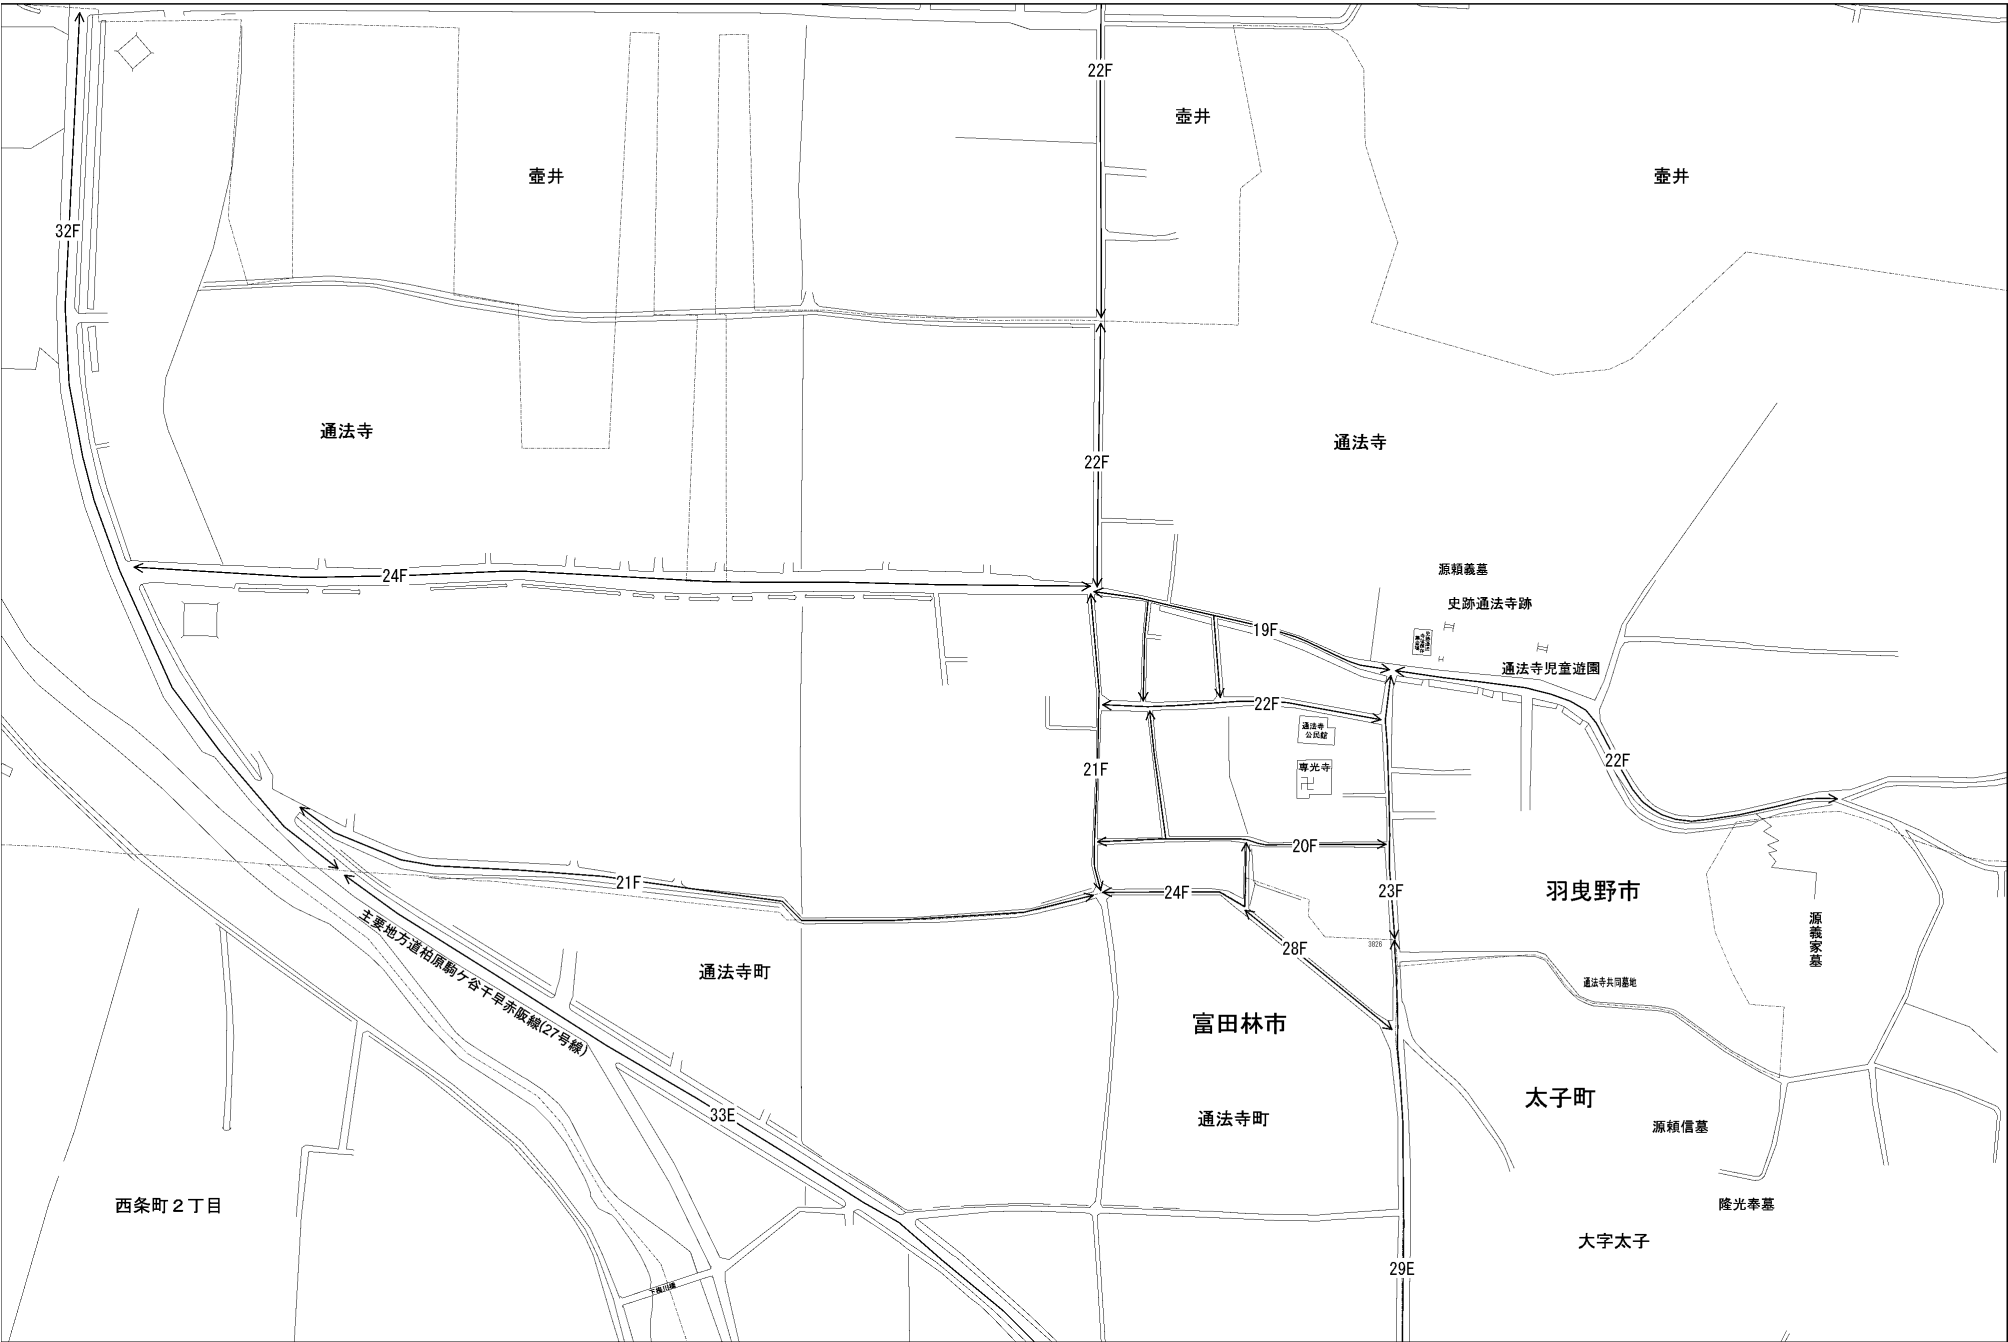 22F
壺井
壺井
壺井
32F
通法寺
通法寺
22F
24F
源頼義墓
史跡通法寺跡
19F
通法寺児童遊園
22F
通法寺
公民館
専光寺
22F
21F
20F
21F
24F
23F
羽曳野市
源義家墓
主要地方道柏原駒ケ谷千早赤阪線(27号線)
28F
3826
通法寺町
通法寺共同墓地
富田林市
太子町
33E
通法寺町
源頼信墓
西条町２丁目
隆光奉墓
大字太子
29E